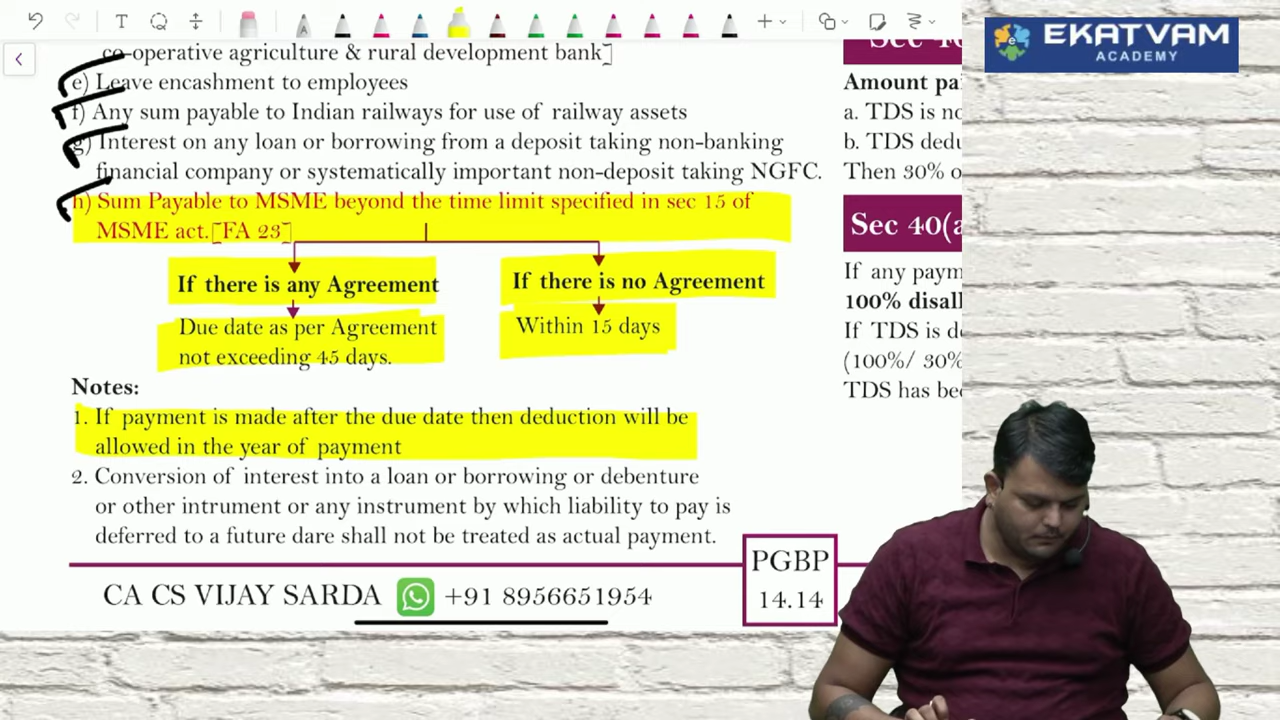 EKATVAM
ACADEMY
co-operative agriculture & rural development bank]
e) Leave encashment to employees
f) Any sum payable to Indian railways for use of railway assets
g) Interest on any loan or borrowing from a deposit taking non-banking
financial company or systematically important non-deposit taking NGFC.
h) Sum Payable to MSME beyond the time limit specified in sec 15 of
MSME act.[FA 23]
If there is any Agreement
If there is no Agreement
Due date as per Agreement
not exceeding 45 days.
Within 15 days
Notes:
1. If payment is made after the due date then deduction will be
allowed in the year of payment
2. Conversion of interest into a loan or borrowing or debenture
or other intrument or any instrument by which liability to pay is
deferred to a future dare shall not be treated as actual payment.
CA CS VIJAY SARDA +91 8956651954
PGBP
14.14
Amount
a. TDS is
b. TDS
Then 30%
Sec 40(a
If any
100%
If TDS is
(100%/ 30%
TDS has